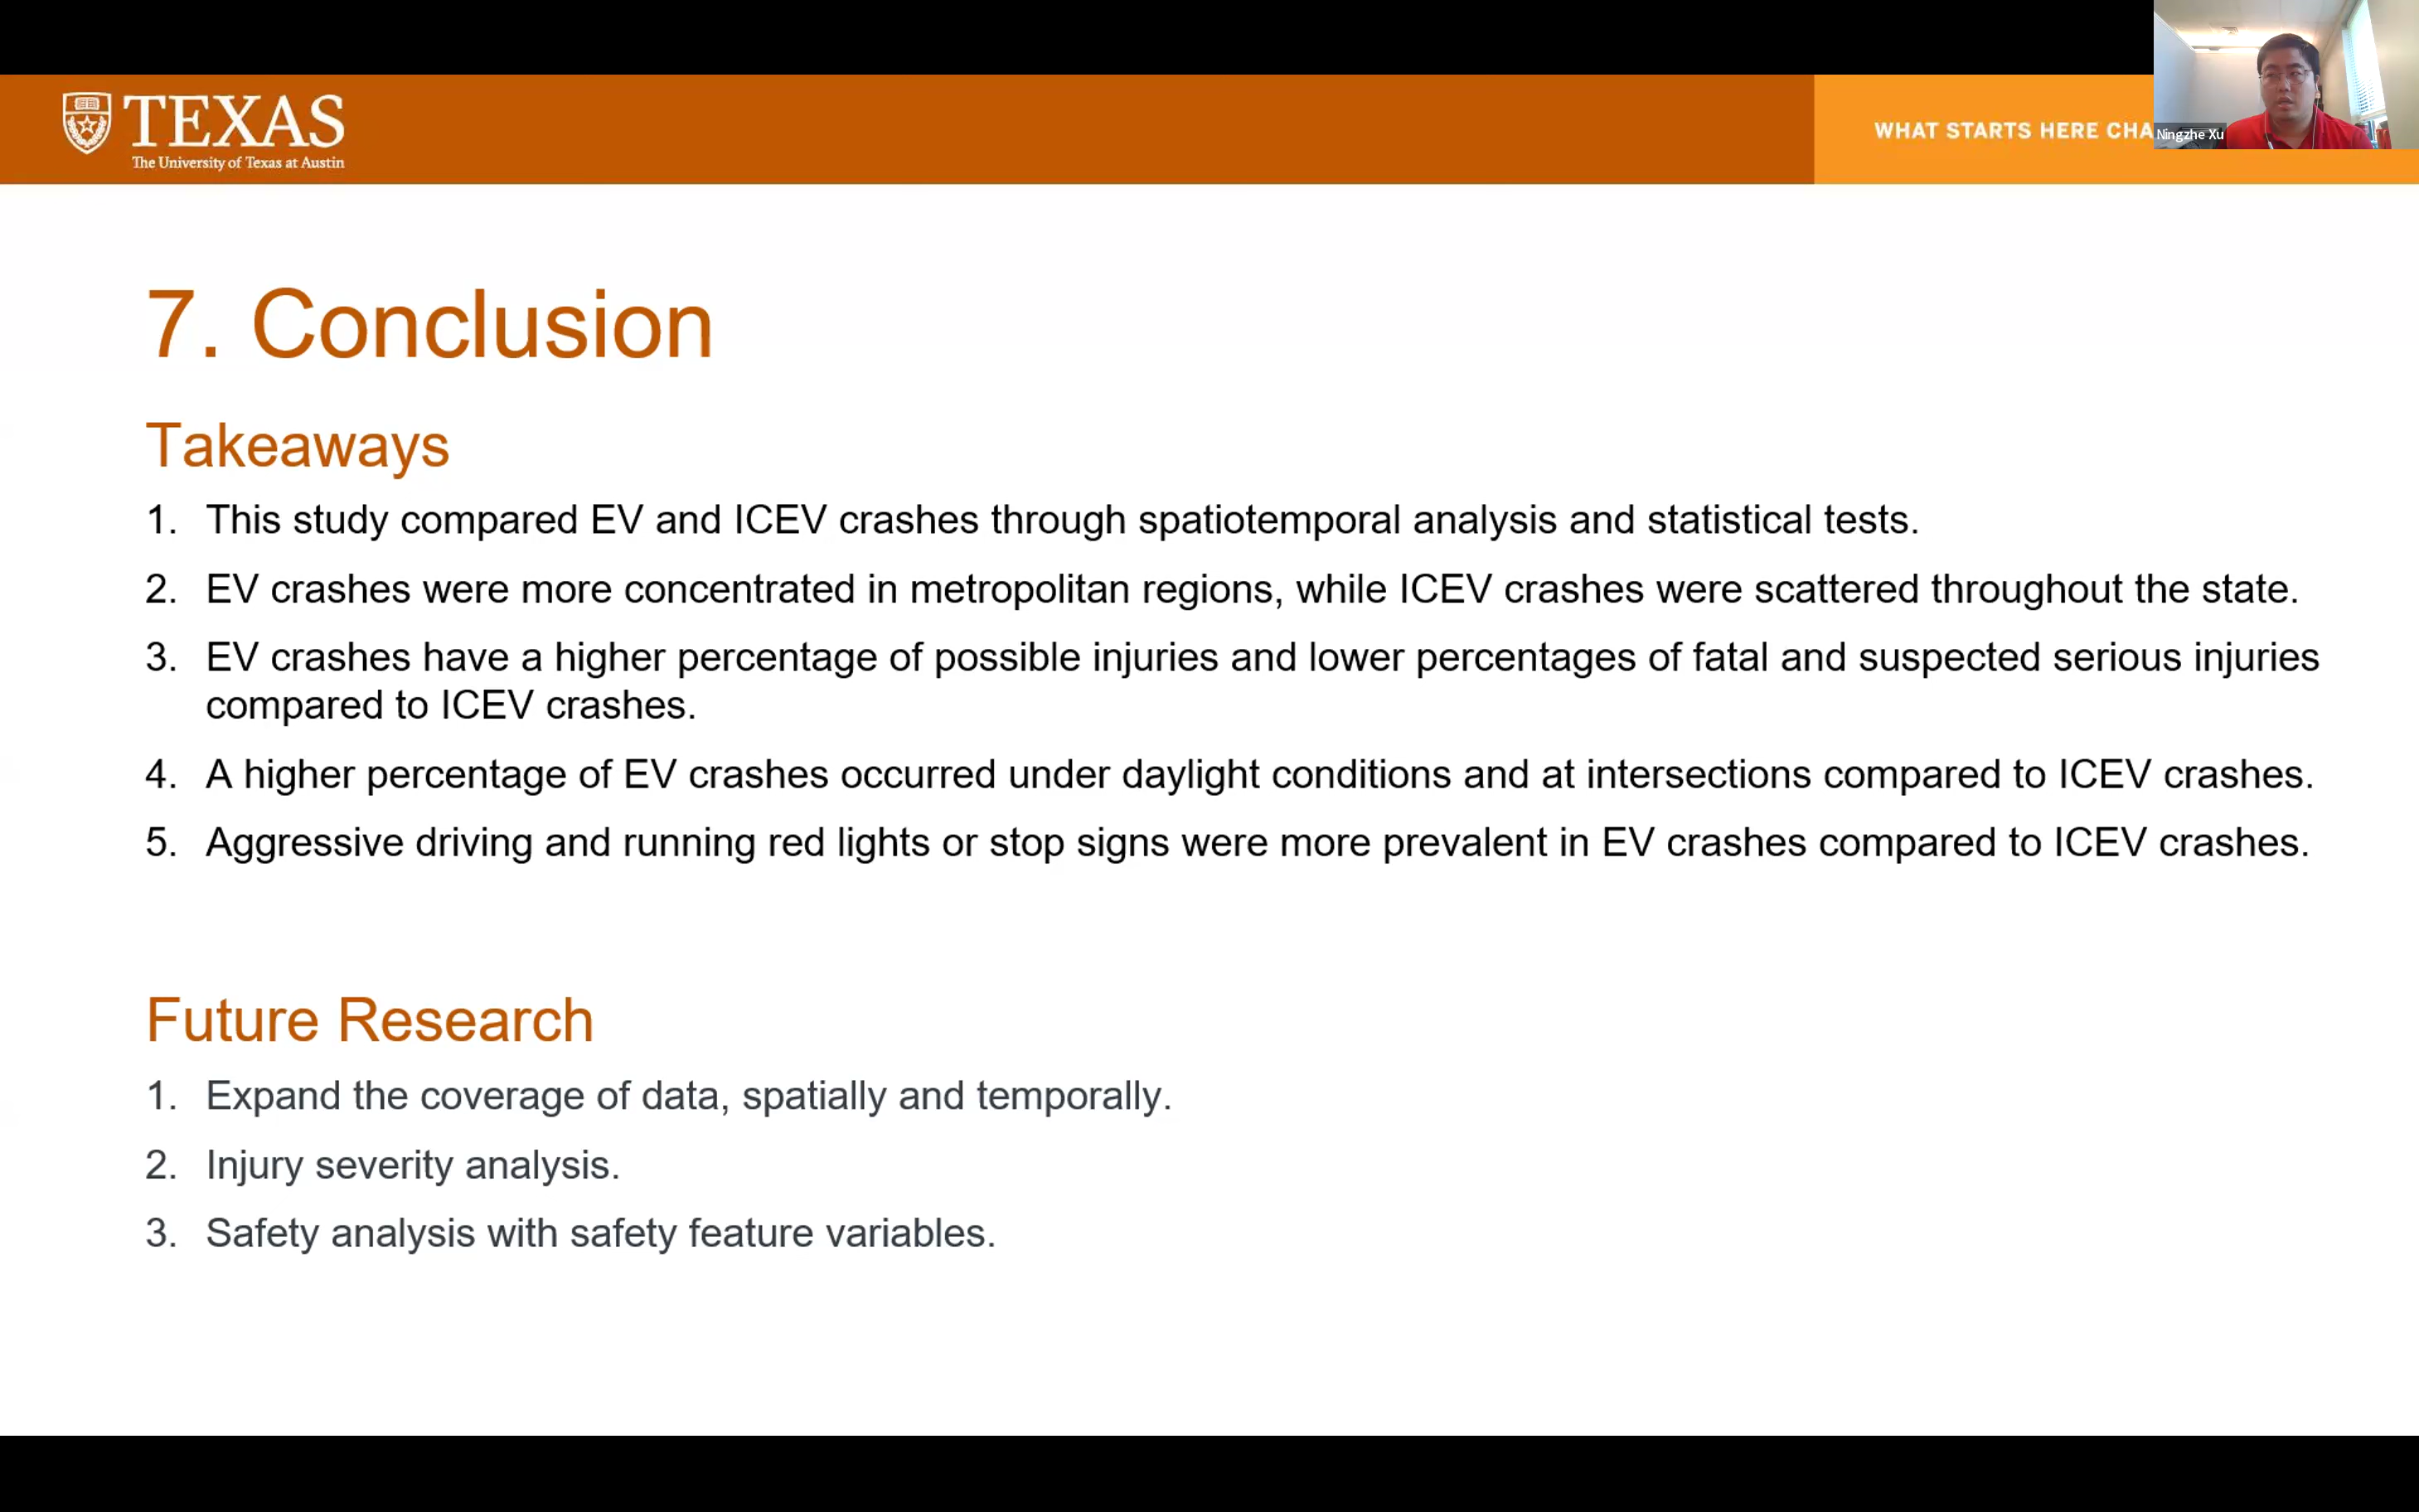 TEXAS
The University of Texas at Austin
WHAT STARTS HERE CHA
Ningzhe Xu
7. Conclusion
Takeaways
1. This study compared EV and ICEV crashes through spatiotemporal analysis and statistical tests.
2. EV crashes were more concentrated in metropolitan regions, while ICEV crashes were scattered throughout the state.
3. EV crashes have a higher percentage of possible injuries and lower percentages of fatal and suspected serious injuries
compared to ICEV crashes.
4. A higher percentage of EV crashes occurred under daylight conditions and at intersections compared to ICEV crashes.
5. Aggressive driving and running red lights or stop signs were more prevalent in EV crashes compared to ICEV crashes.
Future Research
1. Expand the coverage of data, spatially and temporally.
2. Injury severity analysis.
3. Safety analysis with safety feature variables.